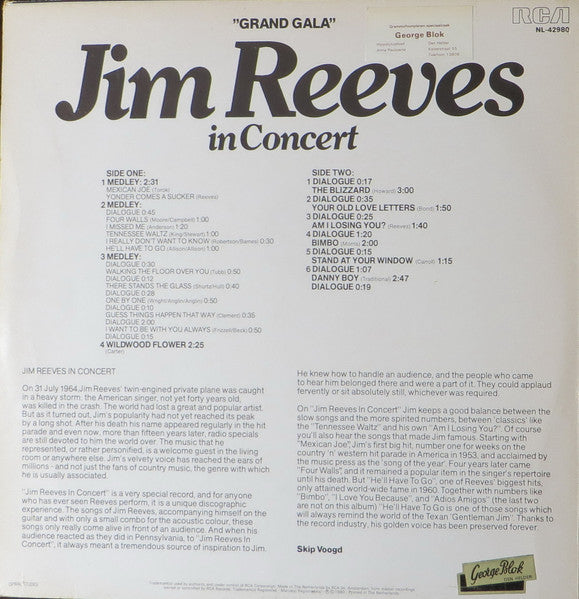 "GRAND GALA"
Grammofoonplaten speciaalzaak
George Blok
Den Helder
RCA
NL-42980
Jim Reeves
in Concert
SIDE ONE:
1 MEDLEY: 2:31
MEXICAN JOE (Torok)
YONDER COMES A SUCKER (Reeves)
2 MEDLEY:
DIALOGUE 0:45
FOUR WALLS (Moore/Campbell) 1:00
I MISSED ME (Anderson) 1:20
TENNESSEE WALTZ (King/Stewart) 1:00
I REALLY DON'T WANT TO KNOW (Robertson/Barnes) 0:30
HE'LL HAVE TO GO (Allison/Allison) 1:00
3 MEDLEY:
DIALOGUE 0:30
WALKING THE FLOOR OVER YOU (Tubb) 0:50
DIALOGUE 0:12
THERE STANDS THE GLASS (Shurtz/Hull) 0:40
DIALOGUE 0:28
ONE BY ONE (Wright/Anglin/Anglin) 0:50
DIALOGUE 0:10
GUESS THINGS HAPPEN THAT WAY (Clement) 0:35
DIALOGUE 2:00
I WANT TO BE WITH YOU ALWAYS (Frizzell/Beck) 0:50
DIALOGUE 0:15
4 WILDWOOD FLOWER 2:25
(Carter)
SIDE TWO:
1 DIALOGUE 0:17
THE BLIZZARD (Howard) 3:00
2 DIALOGUE 0:35
YOUR OLD LOVE LETTERS (Bond) 1:50
3 DIALOGUE 0:25
AM I LOSING YOU? (Reeves) 1:40
4 DIALOGUE 1:20
BIMBO (Morris) 2:00
5 DIALOGUE 0:15
STAND AT YOUR WINDOW (Carroll) 1:15
6 DIALOGUE 1:07
DANNY BOY (Traditional) 2:47
DIALOGUE 0:19
JIM REEVES IN CONCERT
On 31 July 1964, Jim Reeves' twin-engined private plane was caught
in a heavy storm: the American singer, not yet forty years old,
was killed in the crash. The world had lost a great and popular artist.
But as it turned out, Jim's popularity had not yet reached its peak
by a long shot. After his death his name appeared regularly in the hit
parade and even now, more than fifteen years later, radio specials
are still devoted to him the world over. The music that he
represented, or rather personified, is a welcome guest in the living
room or anywhere else. Jim's velvety voice has reached the ears of
millions - and not just the fans of country music, the genre with which
he is usually associated.
"Jim Reeves In Concert" is a very special record, and for anyone
who has ever seen Reeves perform, it is a unique discographic
experience. The songs of Jim Reeves, accompanying himself on the
guitar and with only a small combo for the acoustic colour, these
songs only really come alive in front of an audience. And when his
audience reacted as they did in Pennsylvania, to "Jim Reeves In
Concert", it always meant a tremendous source of inspiration to Jim.
He knew how to handle an audience, and the people who came
to hear him belonged there and were a part of it. They could applaud
fervently or sit absolutely still, whichever was required.
On "Jim Reeves In Concert" Jim keeps a good balance between the
slow songs and the more spirited numbers, between 'classics' like
the "Tennessee Waltz" and his own "Am I Losing You?". Of course
you'll also hear the songs that made Jim famous. Starting with
"Mexican Joe", Jim's first big hit, number one for weeks on the
country 'n' western hit parade in America in 1953, and acclaimed by
the music press as the 'song of the year'. Four years later came
"Four Walls", and it remained a popular item in the singer's repertoire
until his death. But "He'll Have To Go", one of Reeves' biggest hits,
only attained world-wide fame in 1960. Together with numbers like
"Bimbo", "I Love You Because", and "Adios Amigos" (the last two
are not on this album) "He'll Have To Go" is one of those songs which
will always remind the world of the Texan 'Gentleman Jim'. Thanks to
the record industry, his golden voice has been preserved forever.
Skip Voogd
George Blok
DEN HELDER